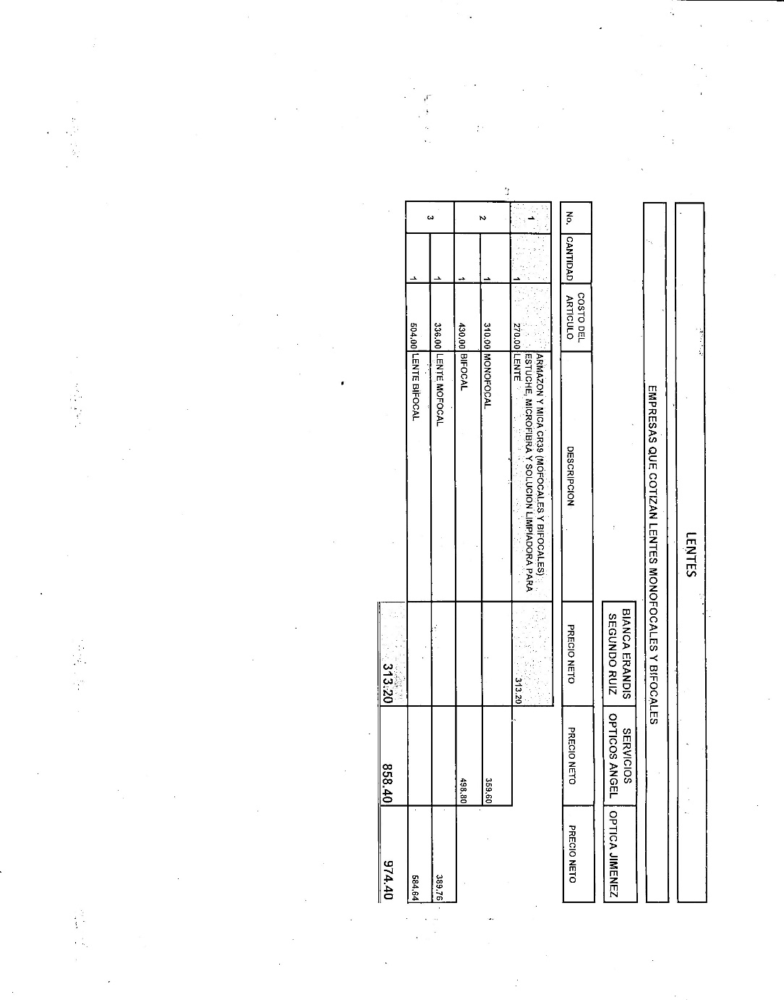 LENTES
EMPRESAS QUE COTIZAN LENTES MONOFOCALES Y BIFOCALES
BIANCA ERANDIS SEGUNDO RUIZ SERVICIOS OPTICOS ANGEL OPTICA JIMENEZ
No. CANTIDAD COSTO DEL ARTICULO DESCRIPCION PRECIO NETO PRECIO NETO PRECIO NETO
ARMAZON Y MICA CR39 (MOFOCALES Y BIFOCALES)
ESTUCHE, MICROFIBRA Y SOLUCION LIMPIADORA PARA
1 1 270.00 LENTE 313.20
2 1 310.00 MONOFOCAL 359.60
1 430.00 BIFOCAL 498.80
3 1 336.00 LENTE MOFOCAL 389.76
1 504.00 LENTE BIFOCAL 584.64
313.20 858.40 974.40